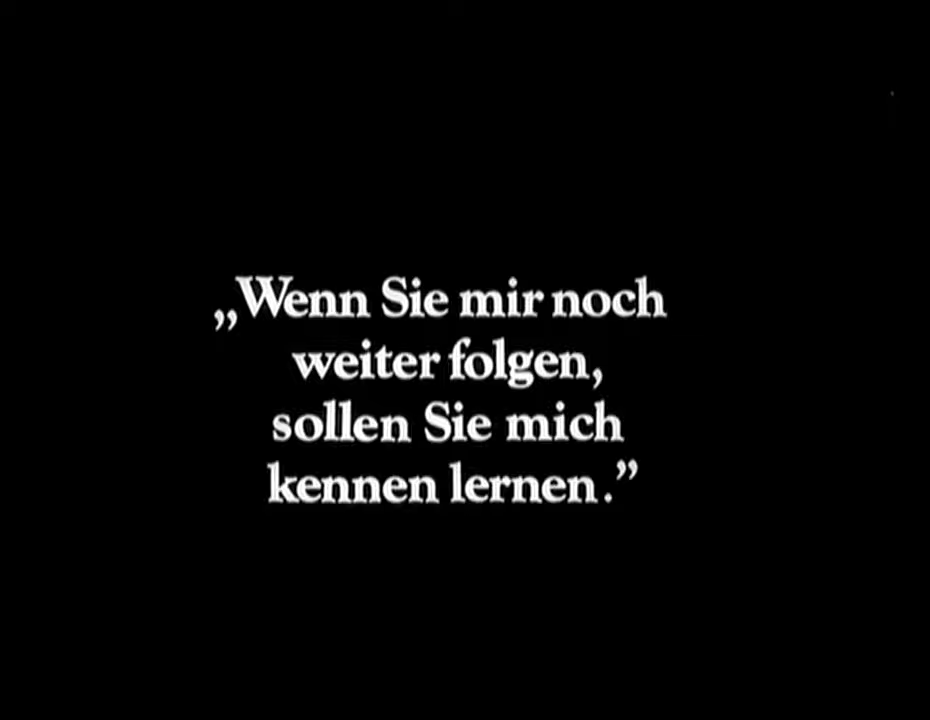 „Wenn Sie mir noch
weiter folgen,
sollen Sie mich
kennen lernen.”